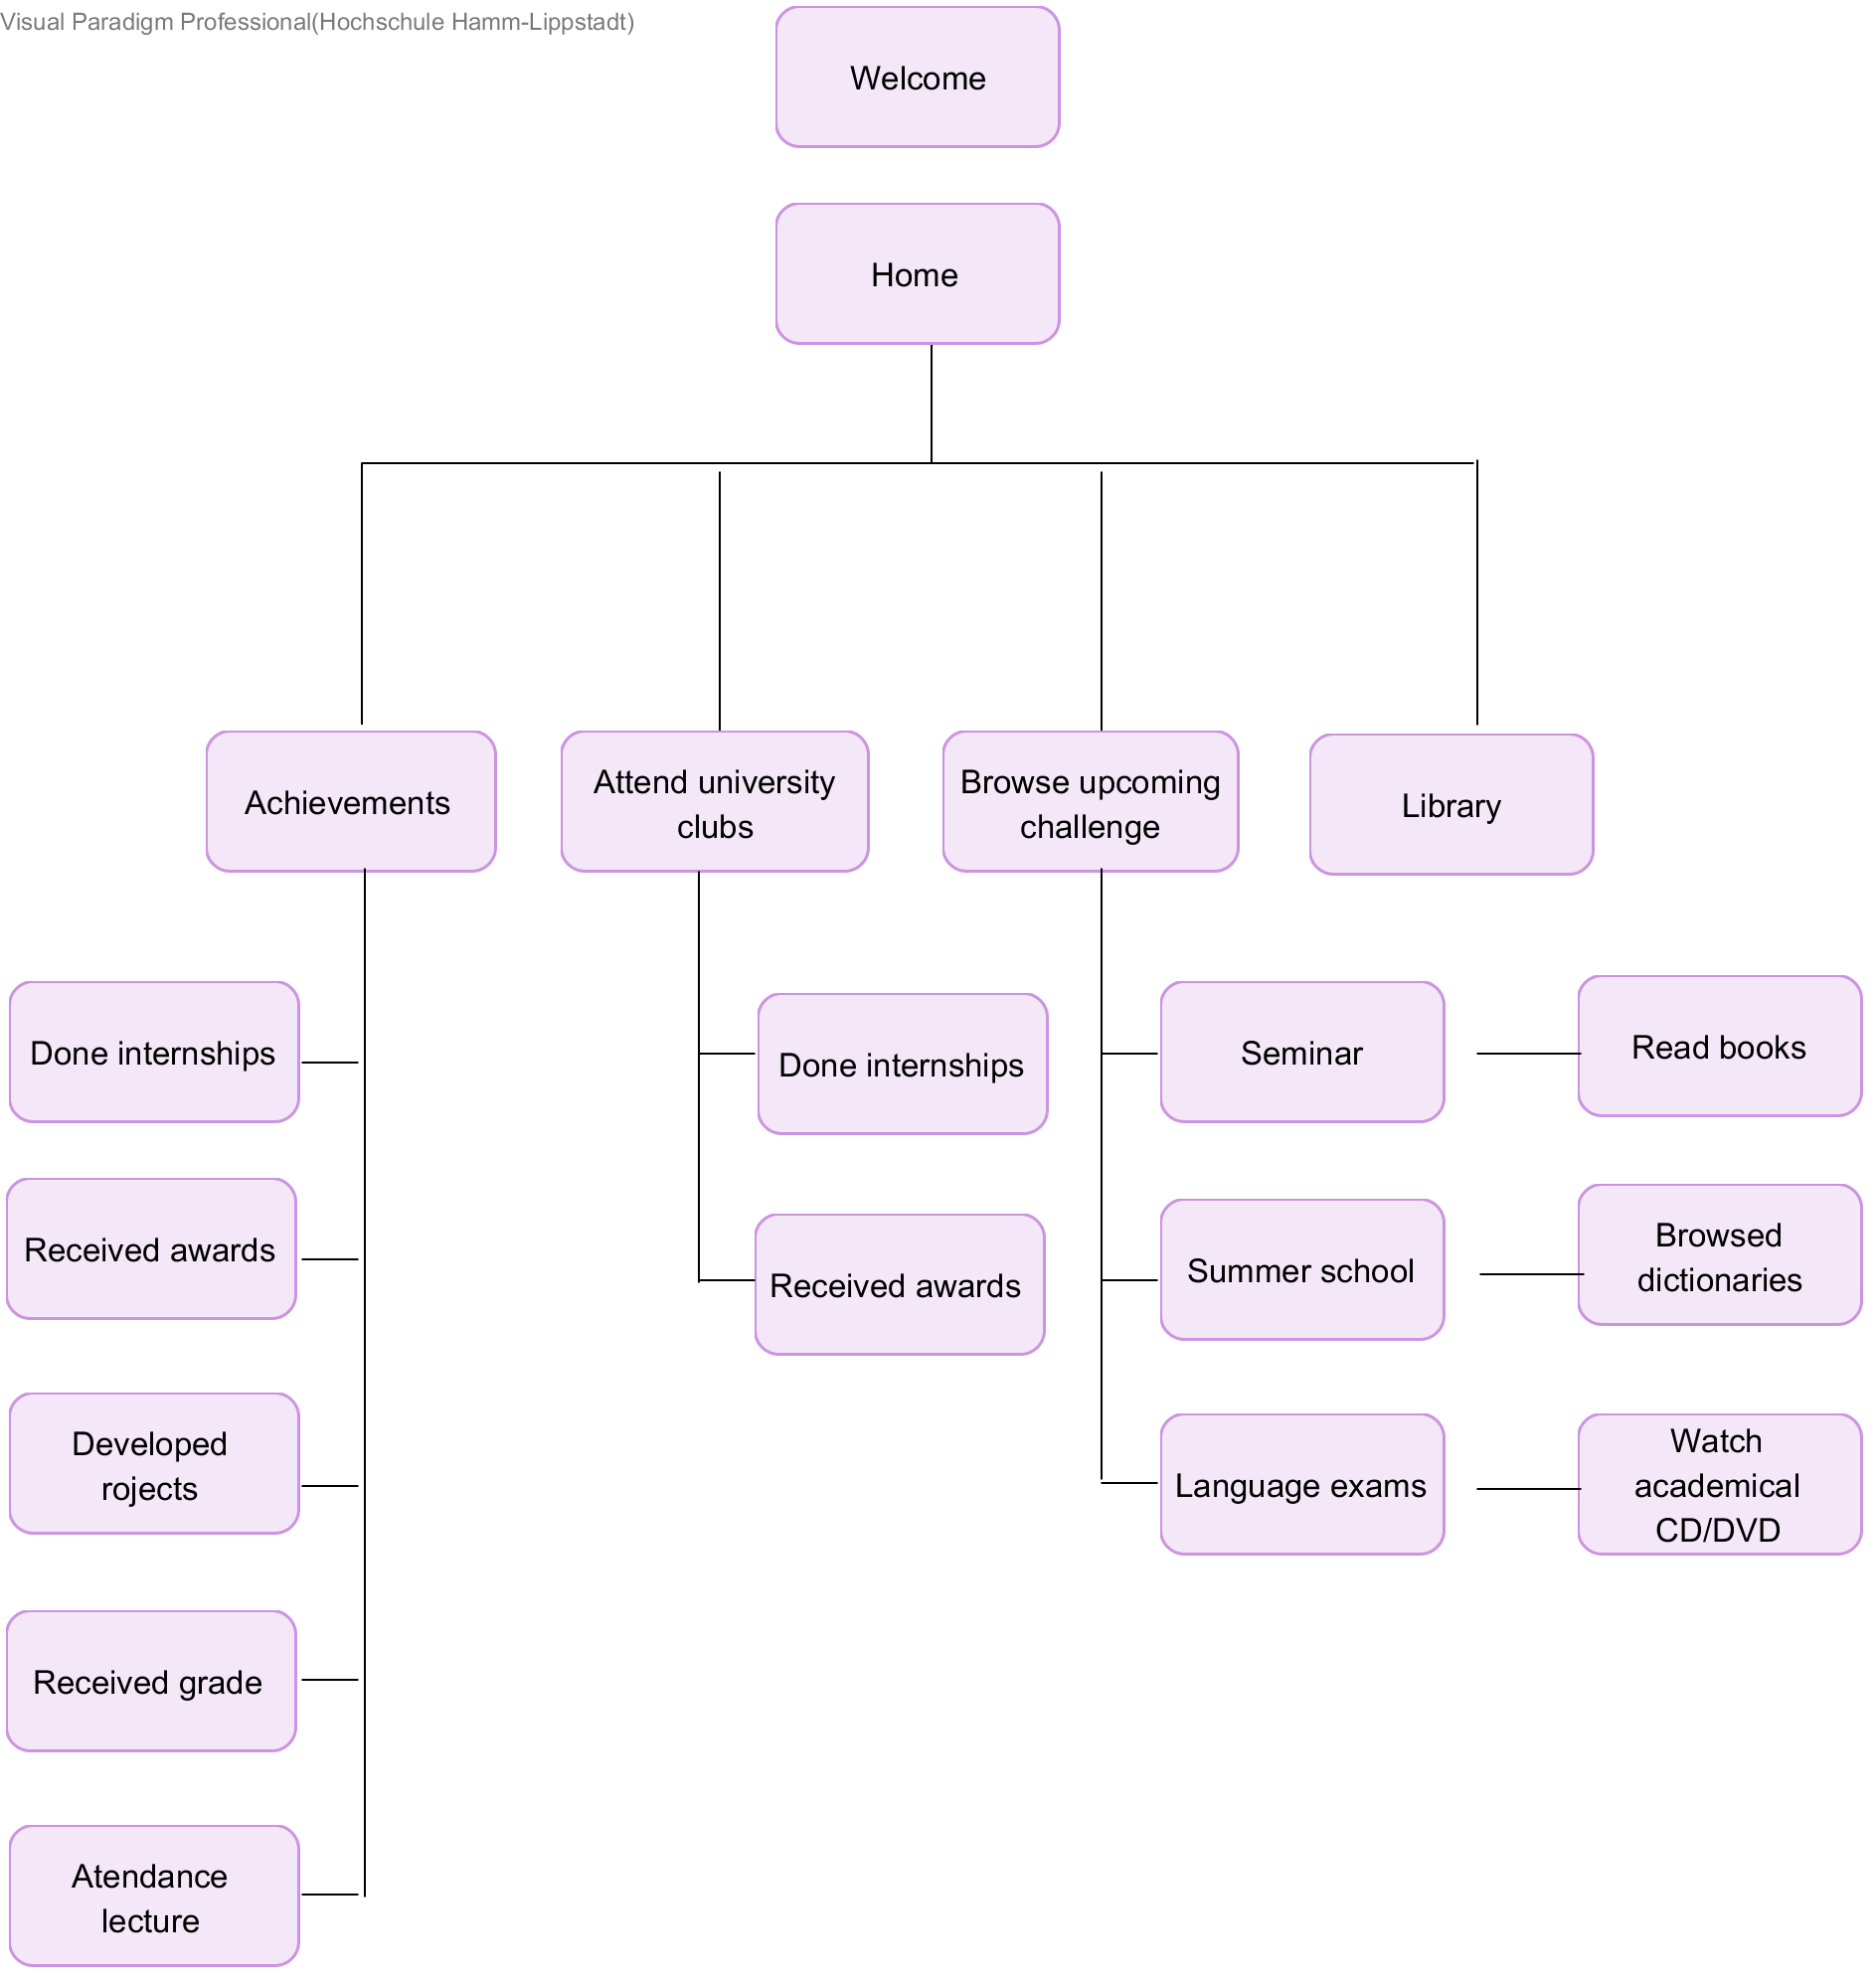 Visual Paradigm Professional(Hochschule Hamm-Lippstadt)
Welcome
Home
Achievements
Attend university
clubs
Browse upcoming
challenge
Library
Done internships
Received awards
Developed
rojects
Received grade
Atendance
lecture
Done internships
Received awards
Seminar
Summer school
Language exams
Read books
Browsed
dictionaries
Watch
academical
CD/DVD